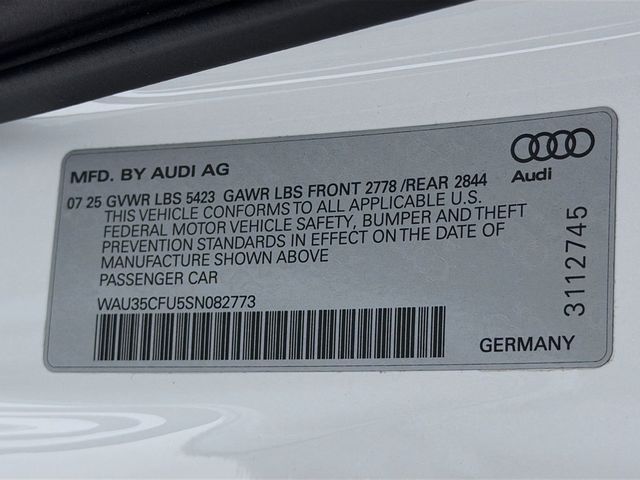 MFD. BY AUDI AG
Audi
07 25 GVWR LBS 5423 GAWR LBS FRONT 2778 /REAR 2844
THIS VEHICLE CONFORMS TO ALL APPLICABLE U.S.
FEDERAL MOTOR VEHICLE SAFETY, BUMPER AND THEFT
PREVENTION STANDARDS IN EFFECT ON THE DATE OF
MANUFACTURE SHOWN ABOVE
PASSENGER CAR
WAU35CFU5SN082773
GERMANY
3112745